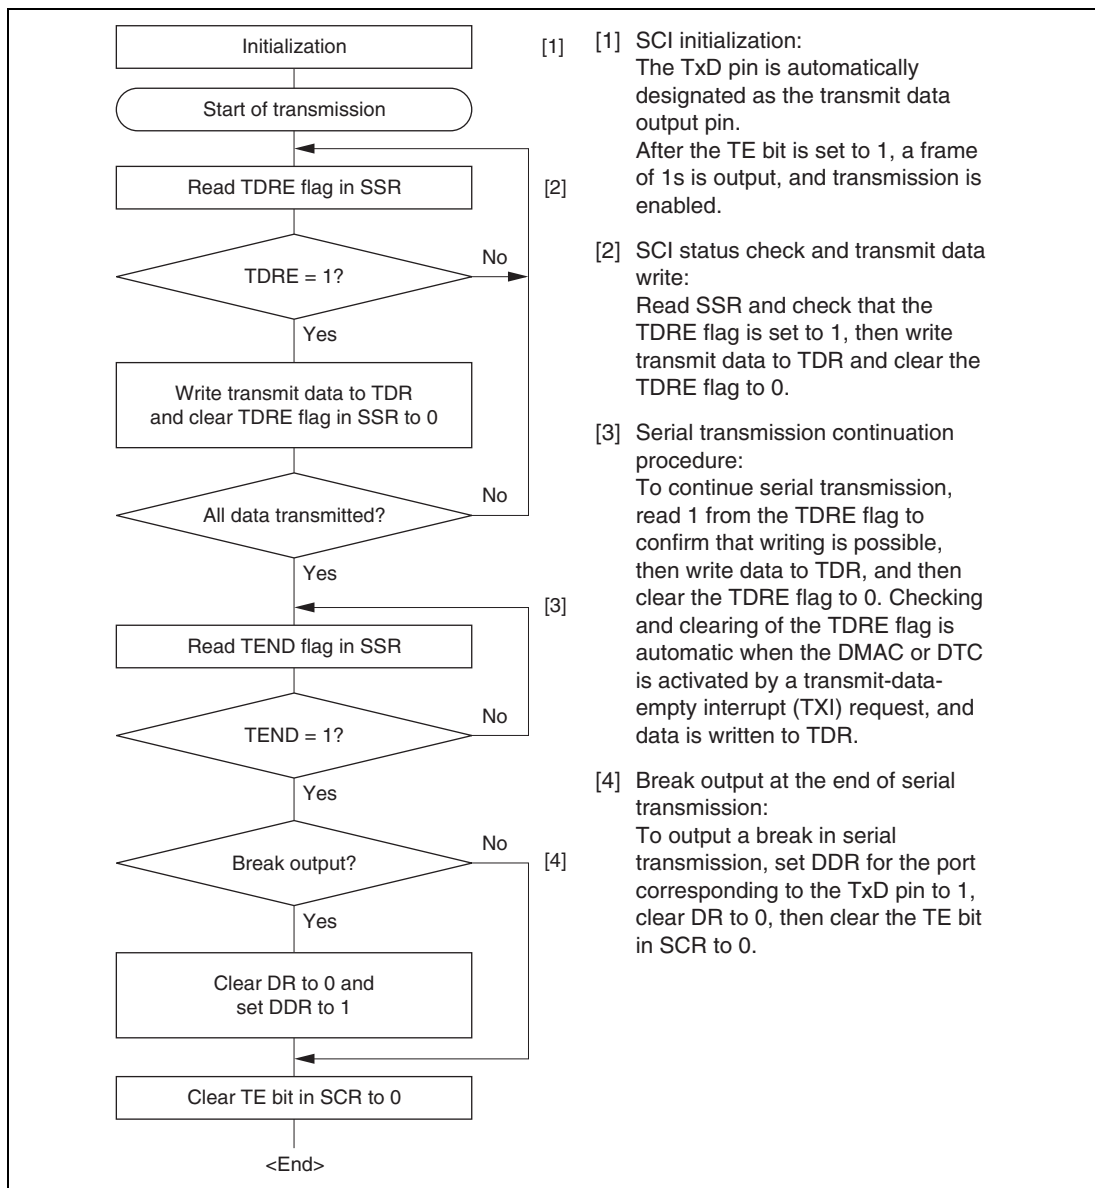 Initialization
[1]
Start of transmission
Read TDRE flag in SSR
[2]
TDRE = 1?
No
Yes
Write transmit data to TDR
and clear TDRE flag in SSR to 0
All data transmitted?
No
Yes
[3]
Read TEND flag in SSR
TEND = 1?
No
Yes
Break output?
No
[4]
Yes
Clear DR to 0 and
set DDR to 1
Clear TE bit in SCR to 0
<End>
[1] SCI initialization:
The TxD pin is automatically
designated as the transmit data
output pin.
After the TE bit is set to 1, a frame
of 1s is output, and transmission is
enabled.
[2] SCI status check and transmit data
write:
Read SSR and check that the
TDRE flag is set to 1, then write
transmit data to TDR and clear the
TDRE flag to 0.
[3] Serial transmission continuation
procedure:
To continue serial transmission,
read 1 from the TDRE flag to
confirm that writing is possible,
then write data to TDR, and then
clear the TDRE flag to 0. Checking
and clearing of the TDRE flag is
automatic when the DMAC or DTC
is activated by a transmit-data-
empty interrupt (TXI) request, and
data is written to TDR.
[4] Break output at the end of serial
transmission:
To output a break in serial
transmission, set DDR for the port
corresponding to the TxD pin to 1,
clear DR to 0, then clear the TE bit
in SCR to 0.